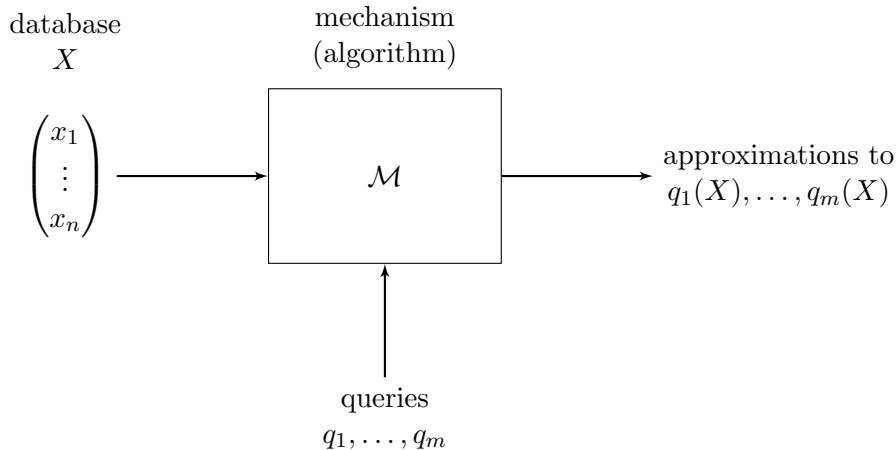 database
X
mechanism
(algorithm)
x₁
⋮
xₙ
ℳ
approximations to
q₁(X), . . . , qₘ(X)
queries
q₁, . . . , qₘ